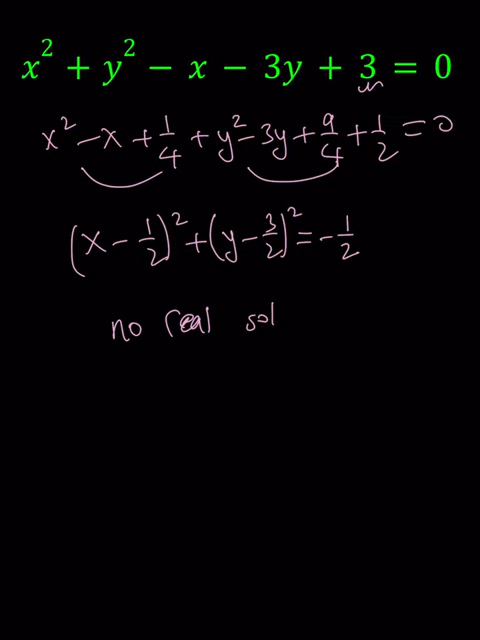 x² + y² − x − 3y + 3 = 0
x² − x + 1/4 + y² − 3y + 9/4 + 1/2 = 0
(x − 1/2)² + (y − 3/2)² = − 1/2
no real sol